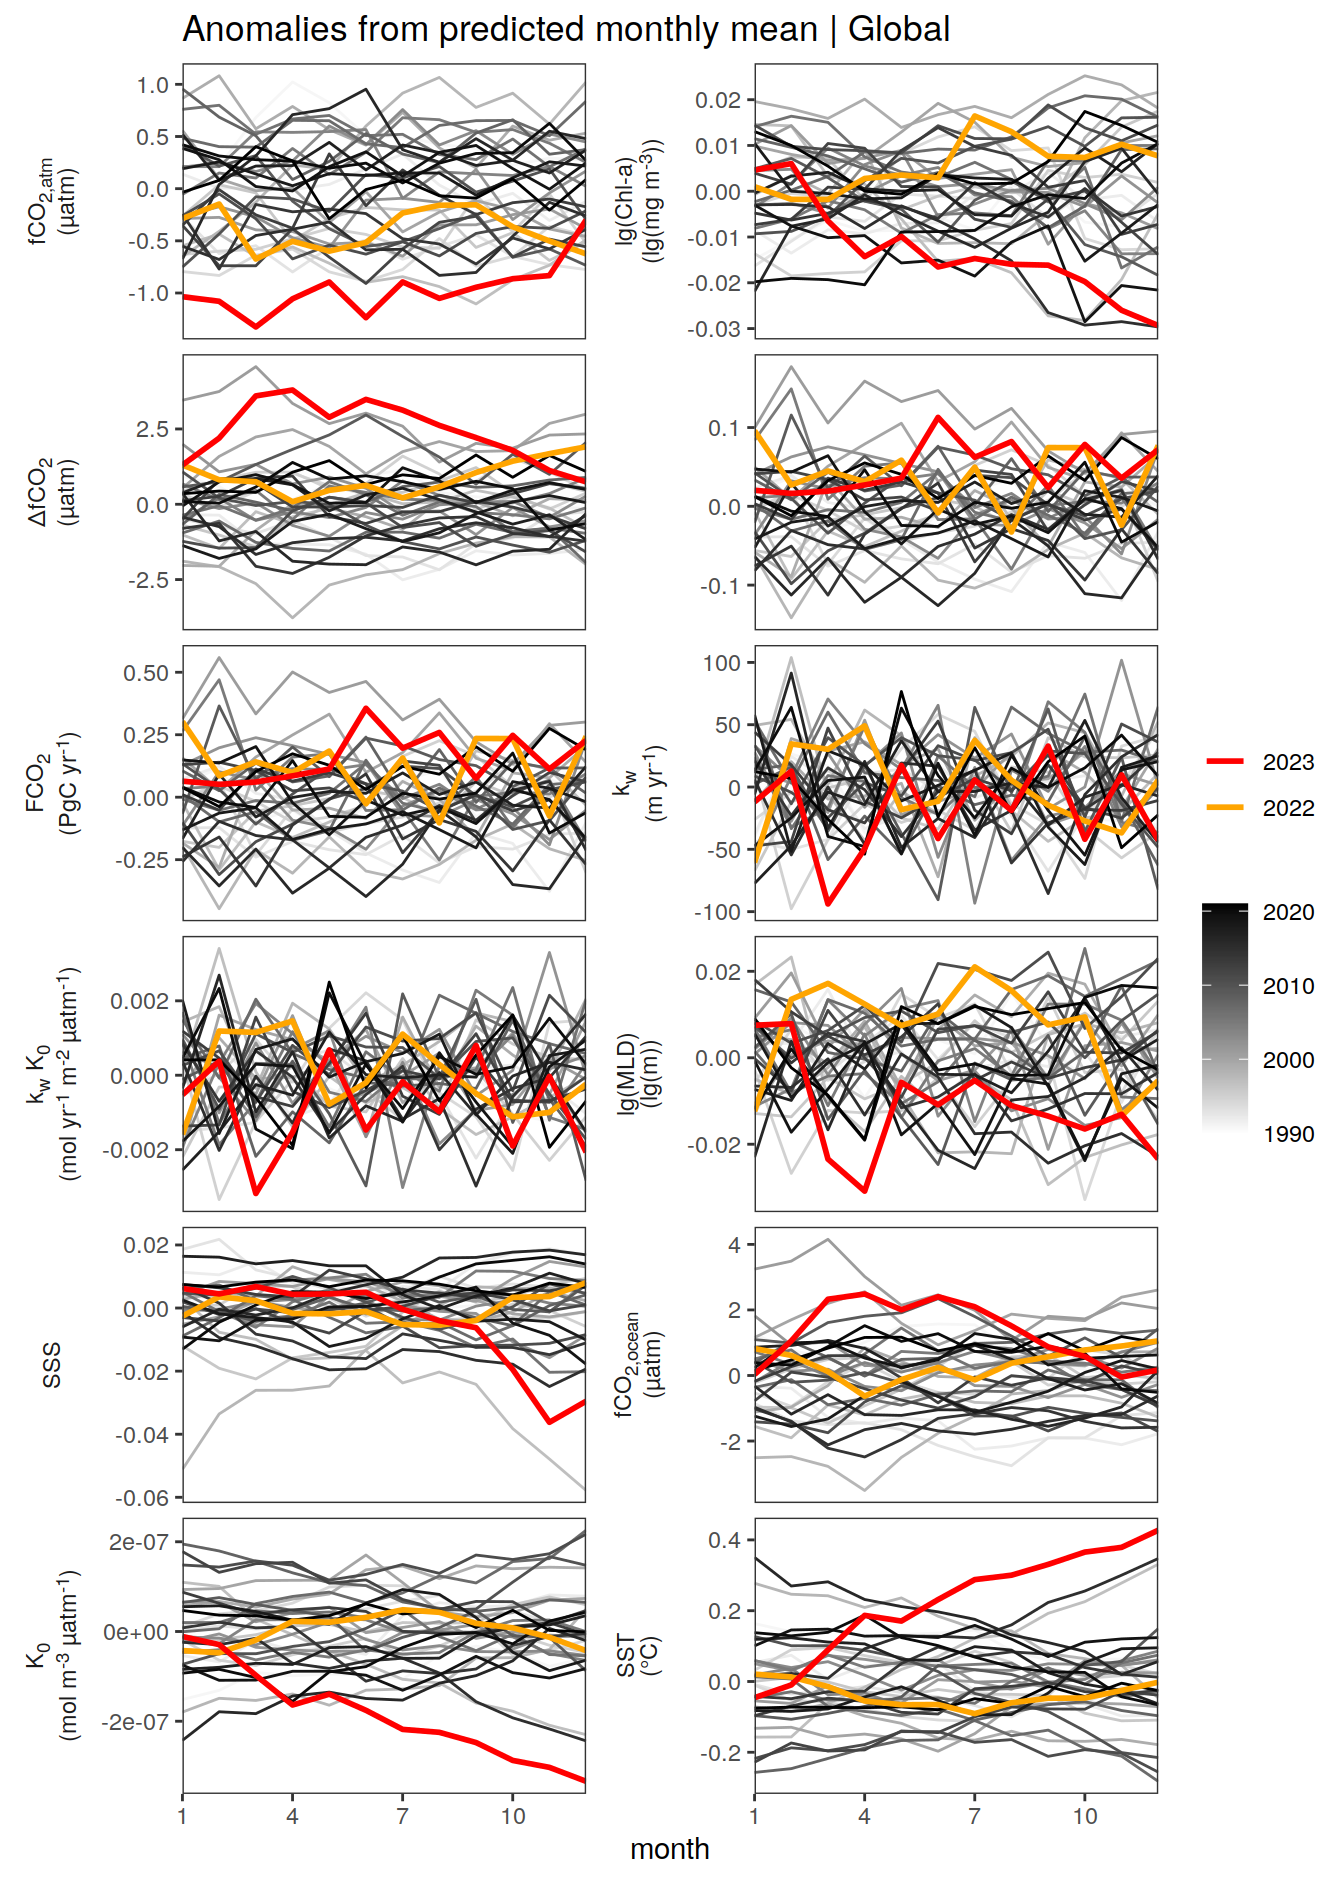 Anomalies from predicted monthly mean | Global
fCO2,atm
(µatm)
1.0
0.5
0.0
-0.5
-1.0
lg(Chl-a)
(lg(mg m-3))
0.02
0.01
0.00
-0.01
-0.02
-0.03
ΔfCO2
(µatm)
2.5
0.0
-2.5
0.1
0.0
-0.1
FCO2
(PgC yr-1)
0.50
0.25
0.00
-0.25
kw
(m yr-1)
100
50
0
-50
-100
kw K0
(mol yr-1 m-2 µatm-1)
0.002
0.000
-0.002
lg(MLD)
(lg(m))
0.02
0.00
-0.02
SSS
0.02
0.00
-0.02
-0.04
-0.06
fCO2,ocean
(µatm)
4
2
0
-2
K0
(mol m-3 µatm-1)
2e-07
0e+00
-2e-07
SST
(°C)
0.4
0.2
0.0
-0.2
1 4 7 10
1 4 7 10
month
2023
2022
2020
2010
2000
1990